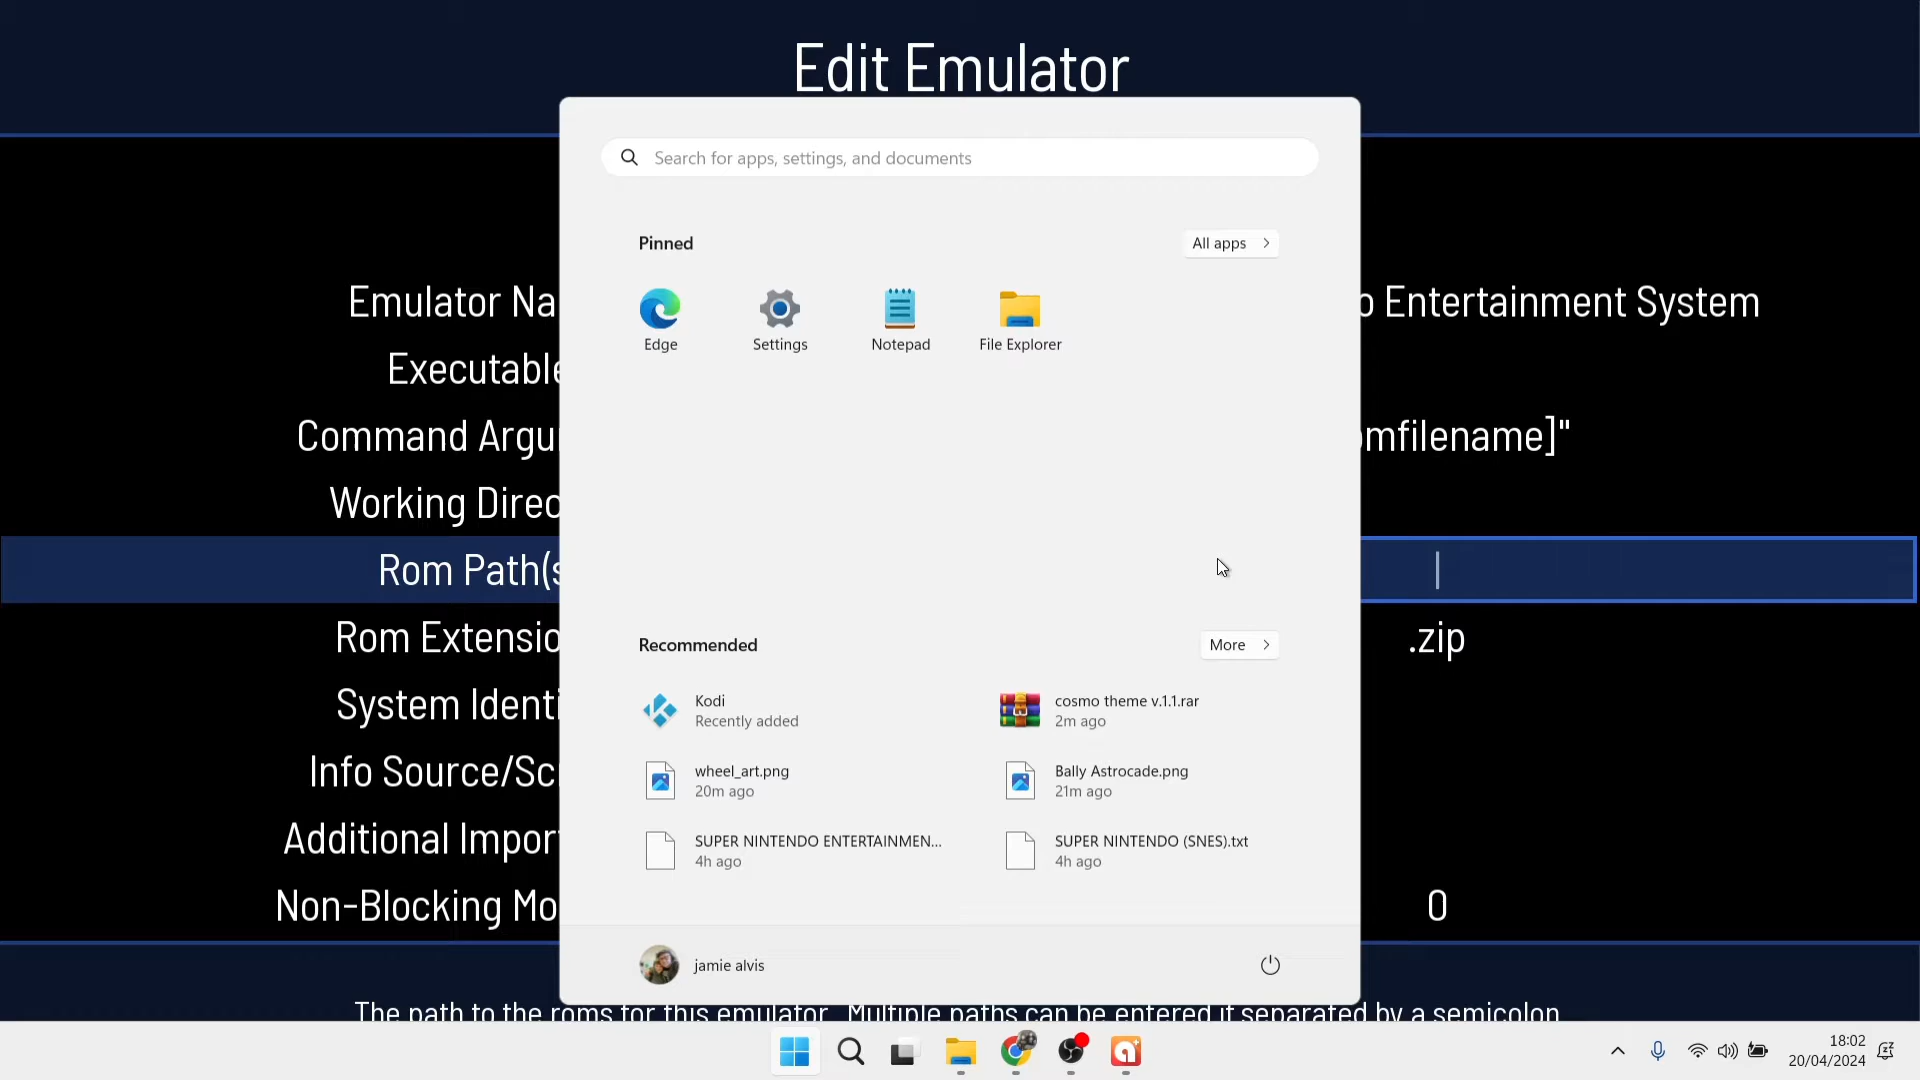 Edit Emulator
Search for apps, settings, and documents
Pinned
All apps
Edge
Settings
Notepad
File Explorer
Emulator Na
o Entertainment System
Executable
Command Argu
omfilename]"
Working Direc
Rom Path(s
Rom Extensio
.zip
System Identi
Info Source/Sc
Additional Impor
Non-Blocking Mo
0
Recommended
More
Kodi
Recently added
cosmo theme v.1.1.rar
2m ago
wheel_art.png
20m ago
Bally Astrocade.png
21m ago
SUPER NINTENDO ENTERTAINMEN...
4h ago
SUPER NINTENDO (SNES).txt
4h ago
jamie alvis
The path to the roms for this emulator. Multiple paths can be entered if separated by a semicolon
18:02
20/04/2024